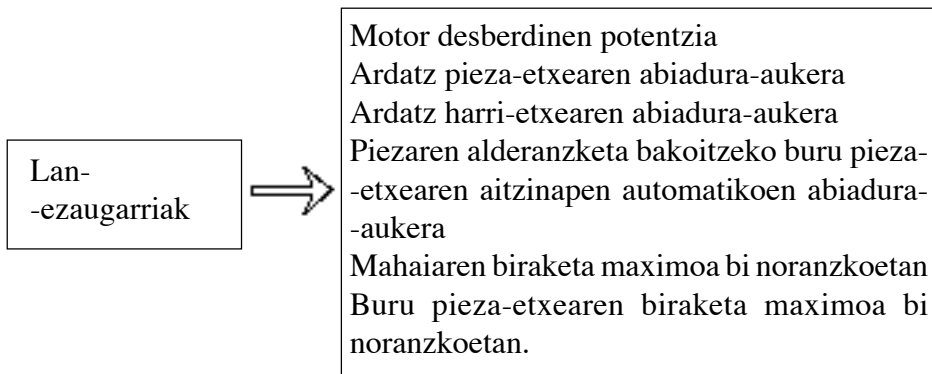 Lan-
-ezaugarriak
Motor desberdinen potentzia
Ardatz pieza-etxearen abiadura-aukera
Ardatz harri-etxearen abiadura-aukera
Piezaren alderanzketa bakoitzeko buru pieza-
-etxearen aitzinapen automatikoen abiadura-
-aukera
Mahaiaren biraketa maximoa bi noranzkoetan
Buru pieza-etxearen biraketa maximoa bi
noranzkoetan.